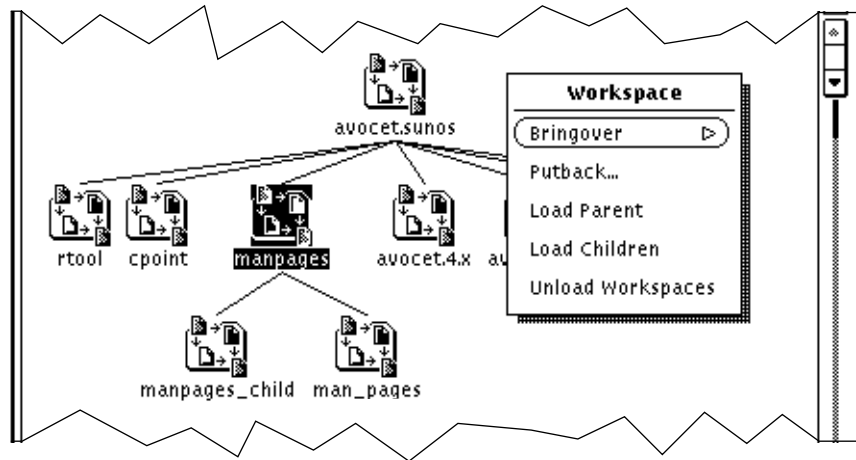 avocet.sunos
rtool
cpoint
manpages
avocet.4.x
manpages_child
man_pages
Workspace
Bringover
Putback...
Load Parent
Load Children
Unload Workspaces